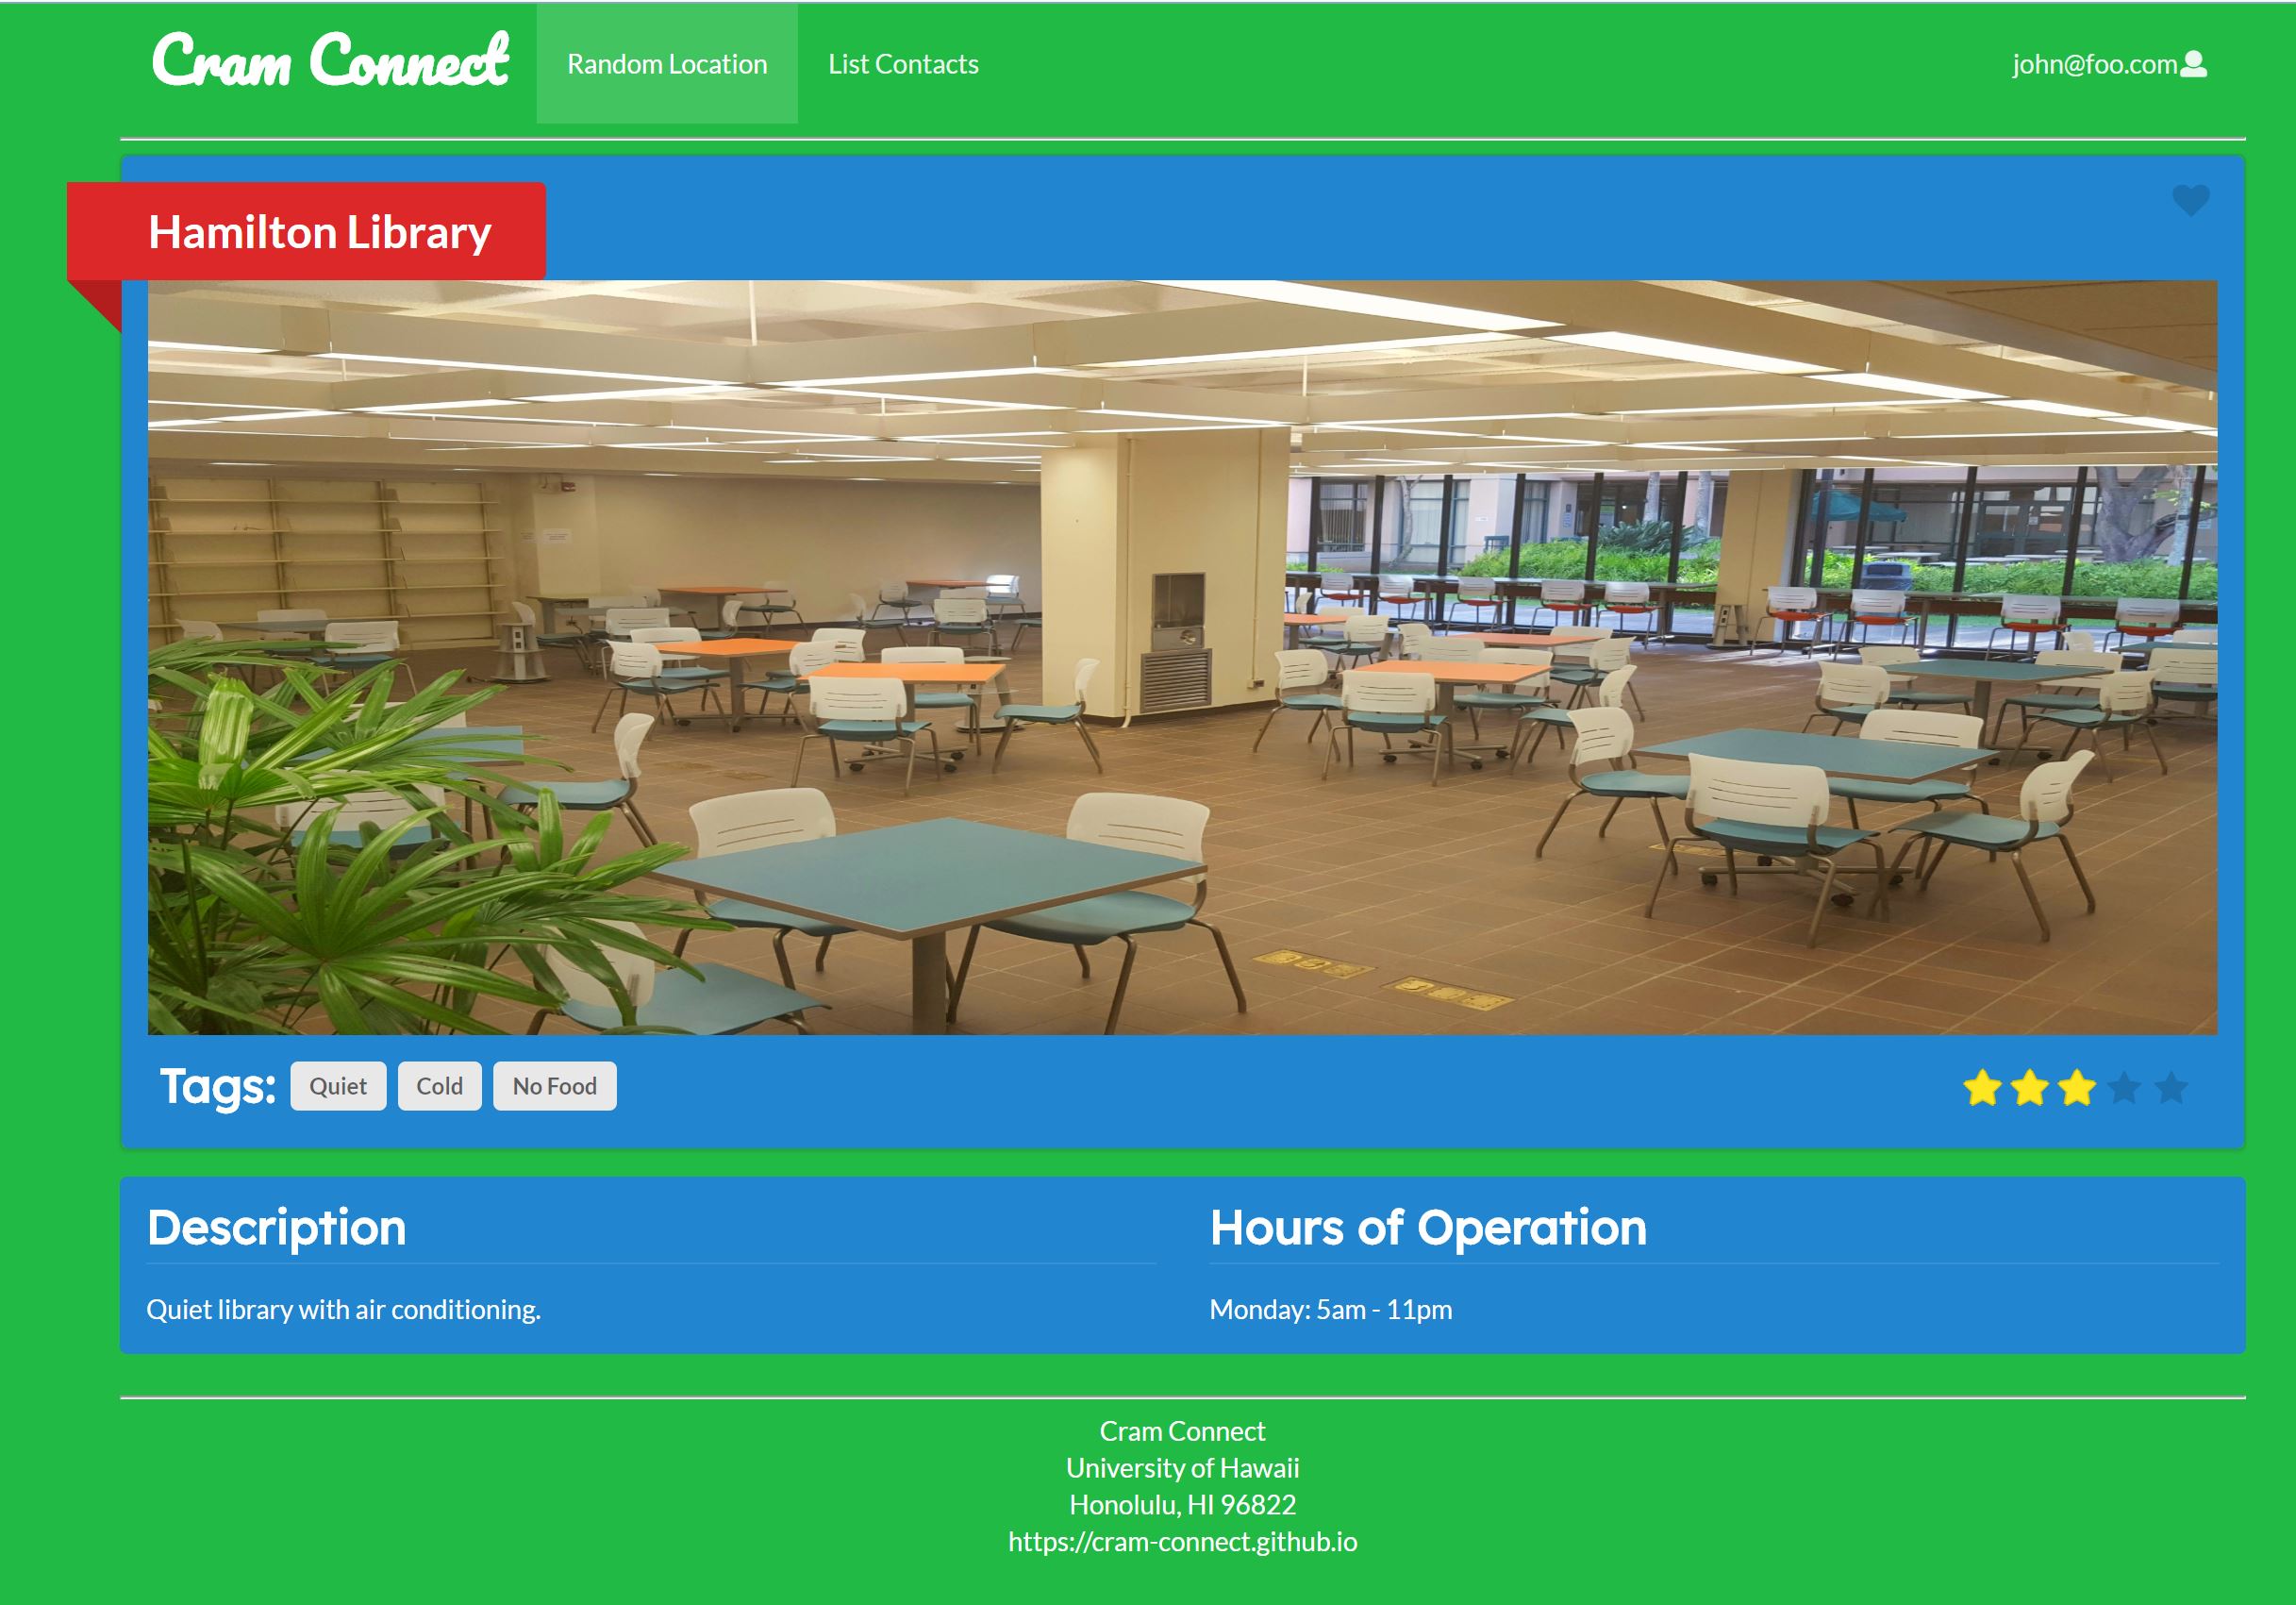 Cram Connect
Random Location
List Contacts
john@foo.com
Hamilton Library
Tags:
Quiet
Cold
No Food
Description
Quiet library with air conditioning.
Hours of Operation
Monday: 5am - 11pm
Cram Connect
University of Hawaii
Honolulu, HI 96822
https://cram-connect.github.io